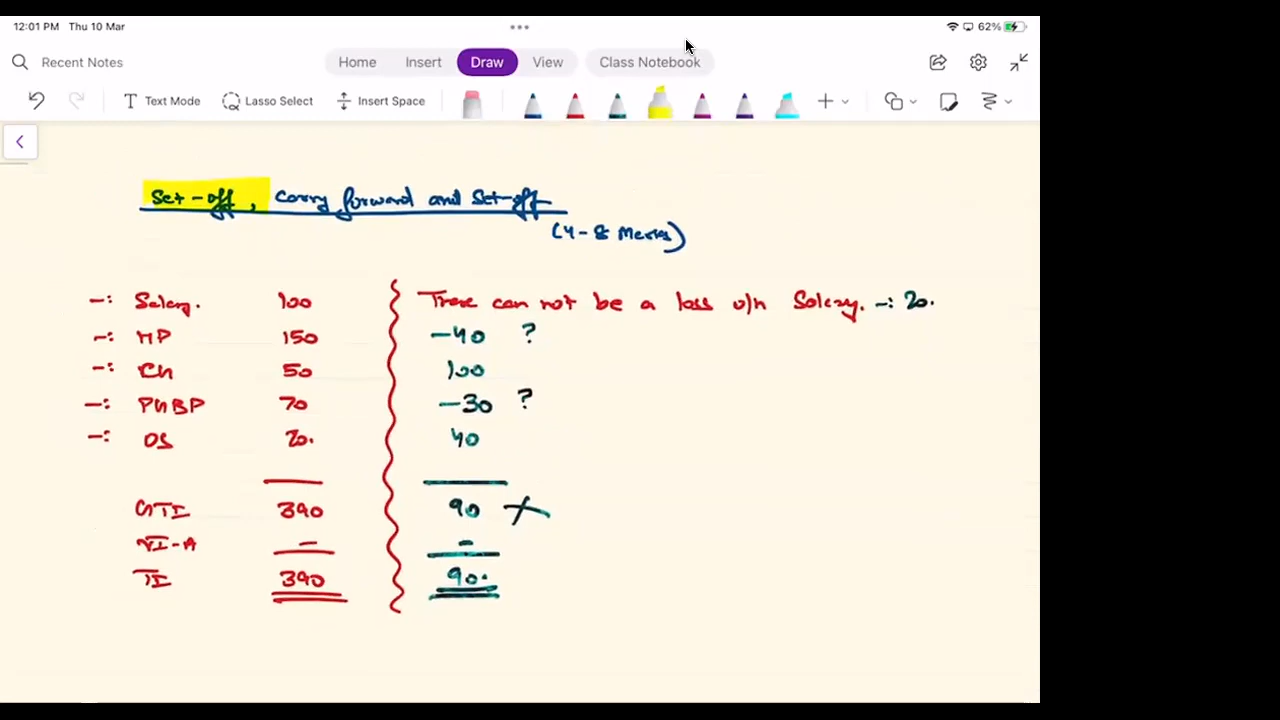 12:01 PM Thu 10 Mar 62%
Recent Notes Home Insert Draw View Class Notebook
Text Mode Lasso Select Insert Space
Set-off, carry forward and set-off
(4-8 Marks)
-: Salary. 100 There can not be a loss u/h Salary. -: 20.
-: HP 150 -40 ?
-: CG 50 100
-: PGBP 70 -30 ?
-: OS 20. 40
GTI 390 90 X
VI-A - -
TI 390 90.